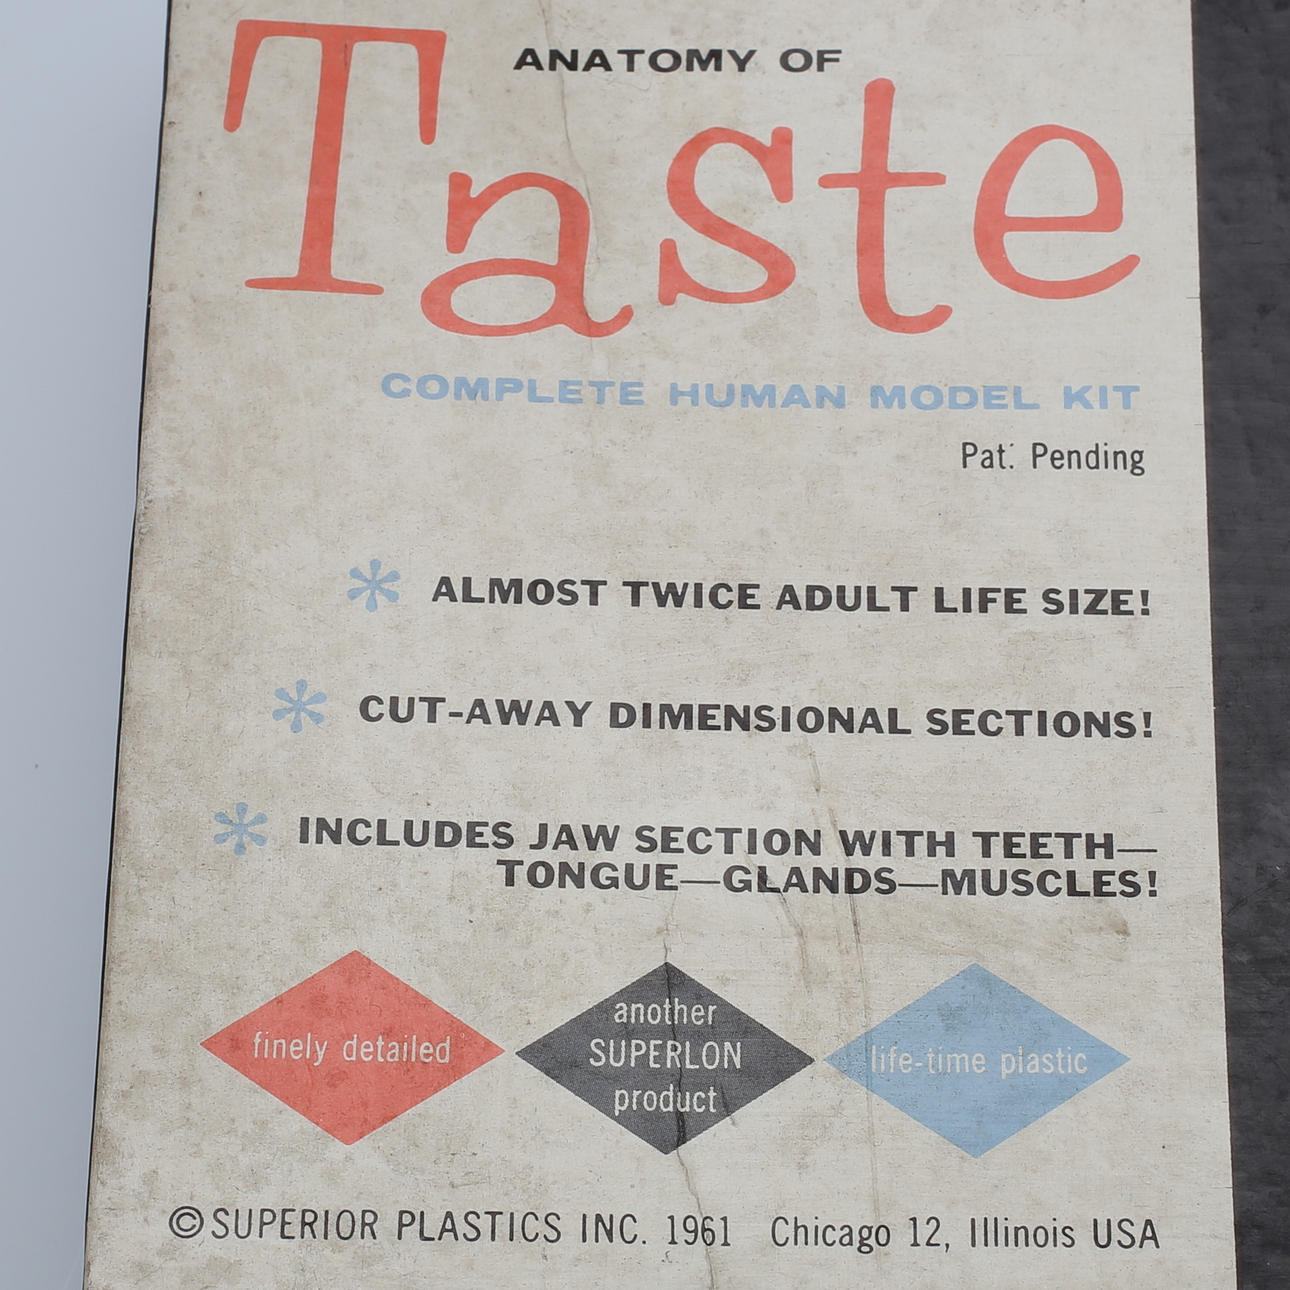 ANATOMY OF
Taste
COMPLETE HUMAN MODEL KIT
Pat. Pending
* ALMOST TWICE ADULT LIFE SIZE!
* CUT-AWAY DIMENSIONAL SECTIONS!
* INCLUDES JAW SECTION WITH TEETH—
TONGUE—GLANDS—MUSCLES!
finely detailed
another
SUPERLON
product
life-time plastic
©SUPERIOR PLASTICS INC. 1961 Chicago 12, Illinois USA